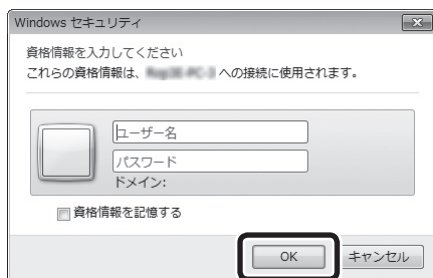 Windows セキュリティ
資格情報を入力してください
これらの資格情報は、 への接続に使用されます。
ユーザー名
パスワード
ドメイン:
資格情報を記憶する
OK キャンセル